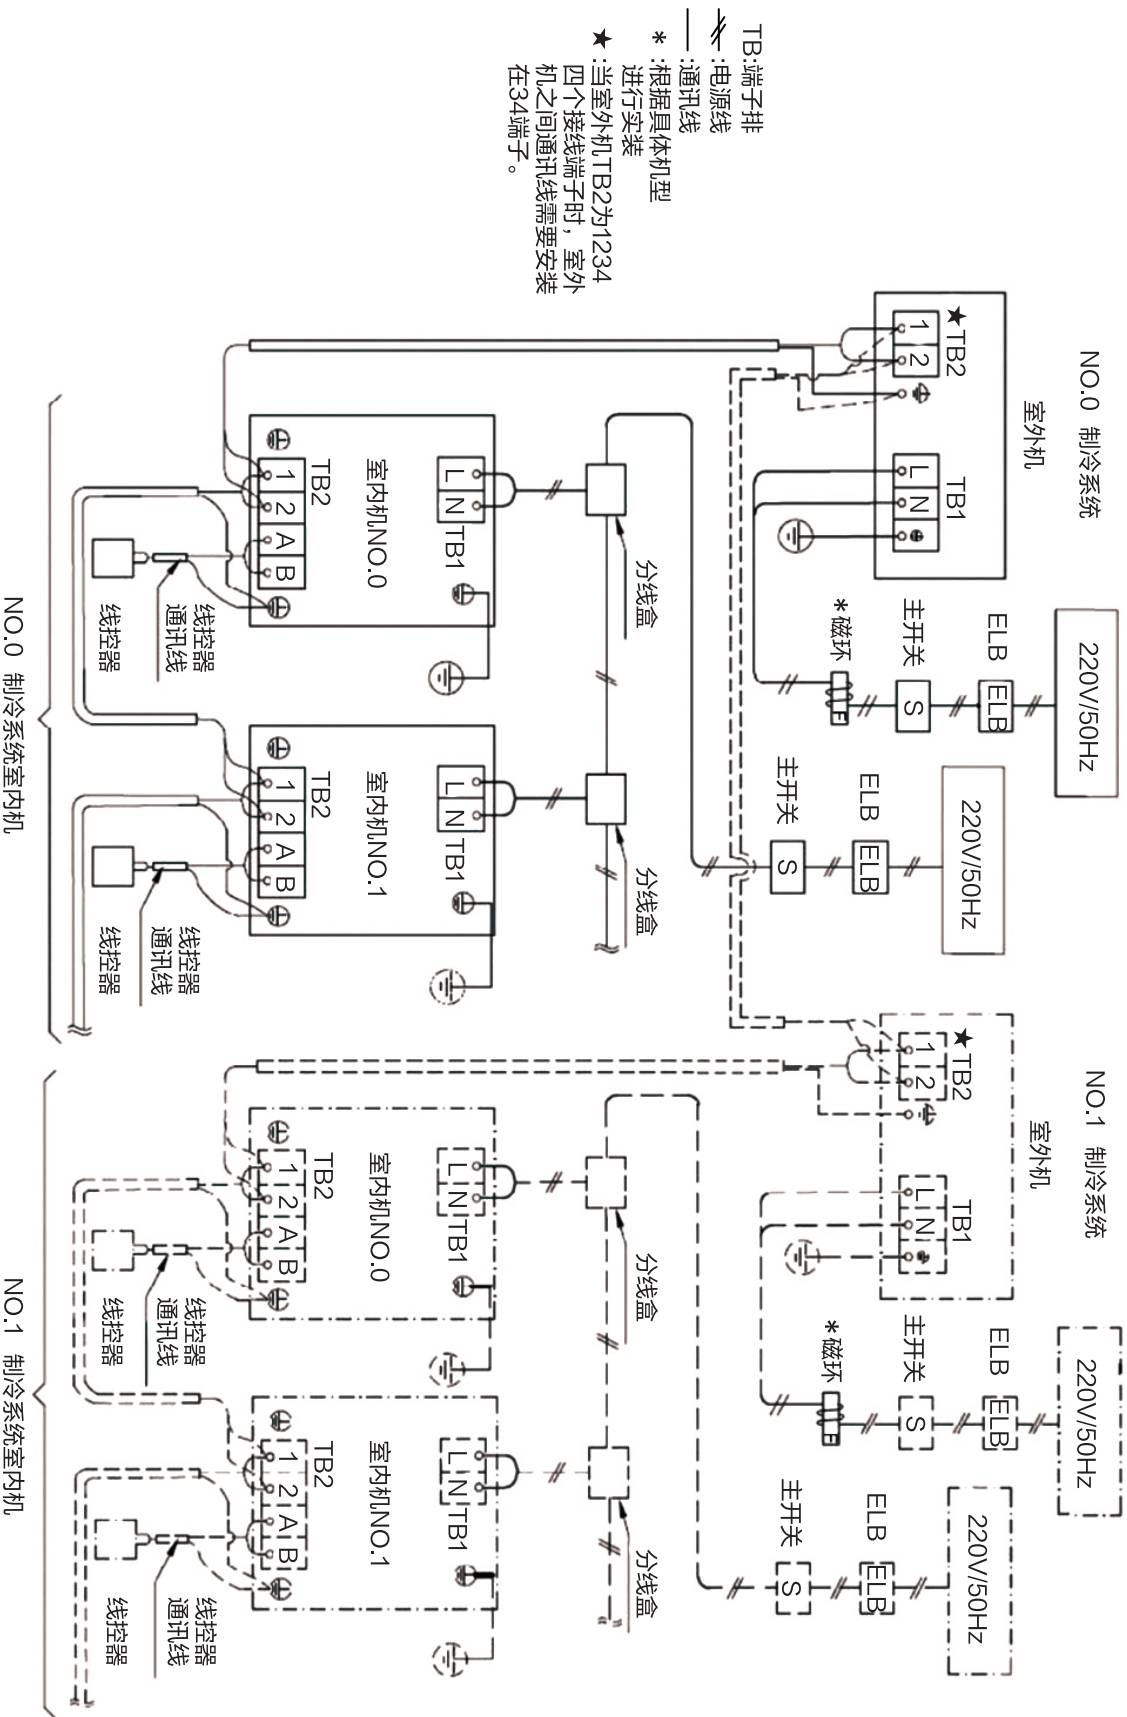 TB:端子排
:电源线
:通讯线
*:根据具体机型
进行实装
★:当室外机TB2为1234
四个接线端子时，室外
机之间通讯线需要安装
在34端子。
NO.0 制冷系统
室外机
★TB2
1 2
TB1
L N
220V/50Hz
ELB
ELB
主开关
S
*磁环
F
220V/50Hz
ELB
ELB
主开关
S
分线盒
分线盒
L N TB1
室内机NO.0
TB2
1 2 A B
线控器
通讯线
线控器
L N TB1
室内机NO.1
TB2
1 2 A B
线控器
通讯线
线控器
NO.0 制冷系统室内机
NO.1 制冷系统
室外机
★TB2
1 2
TB1
L N
220V/50Hz
ELB
ELB
主开关
S
*磁环
F
220V/50Hz
ELB
ELB
主开关
S
分线盒
分线盒
L N TB1
室内机NO.0
TB2
1 2 A B
线控器
通讯线
线控器
L N TB1
室内机NO.1
TB2
1 2 A B
线控器
通讯线
线控器
NO.1 制冷系统室内机